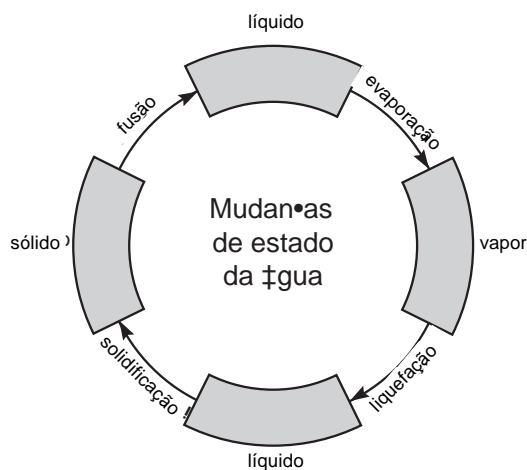 líquido
fusão
evaporação
Mudan•as
de estado
da ‡gua
sólido
vapor
solidificação
liquefação
líquido